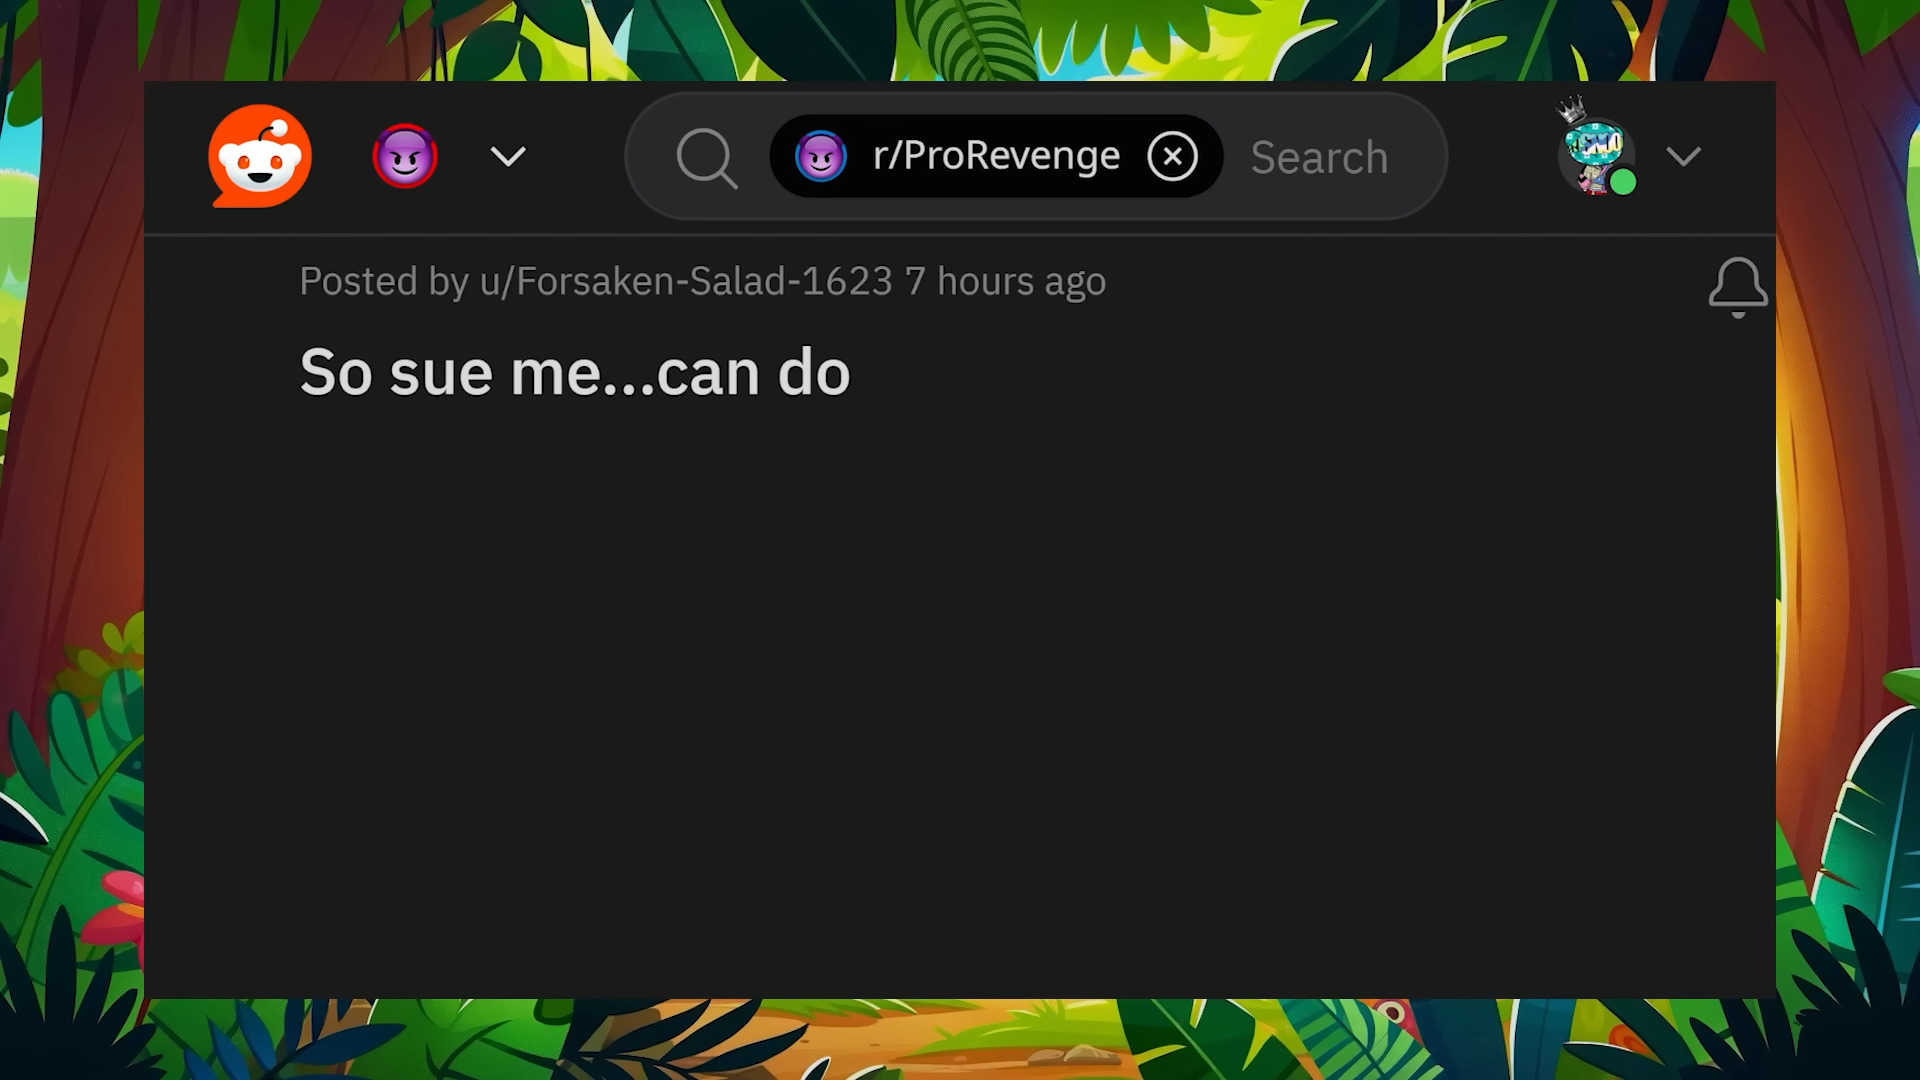 r/ProRevenge Search
Posted by u/Forsaken-Salad-1623 7 hours ago
So sue me...can do